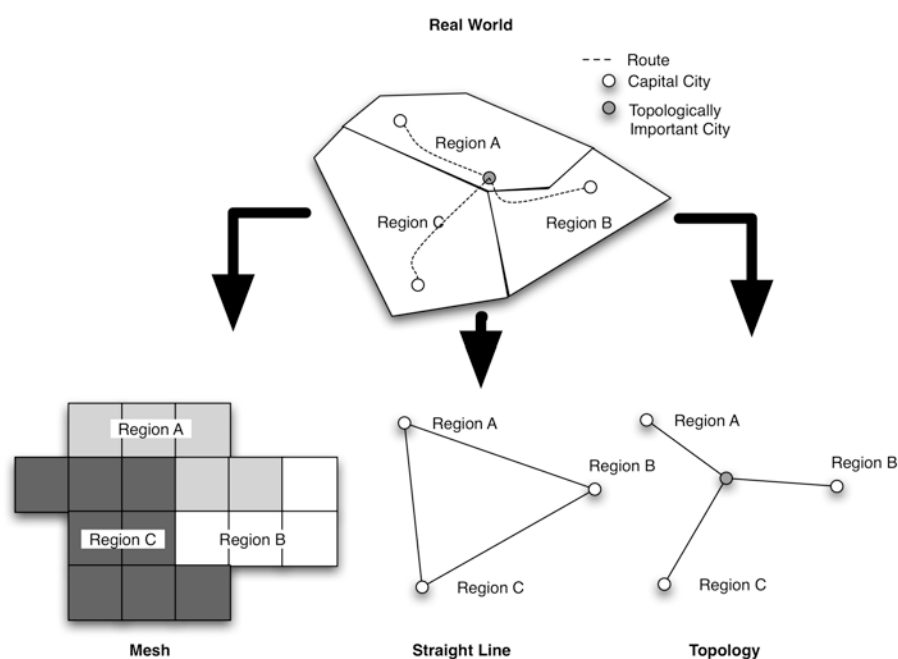 Real World
Route
Capital City
Topologically
Important City
Region A
Region C
Region B
Region A
Region C
Region B
Mesh
Region A
Region B
Region C
Straight Line
Region A
Region B
Region C
Topology